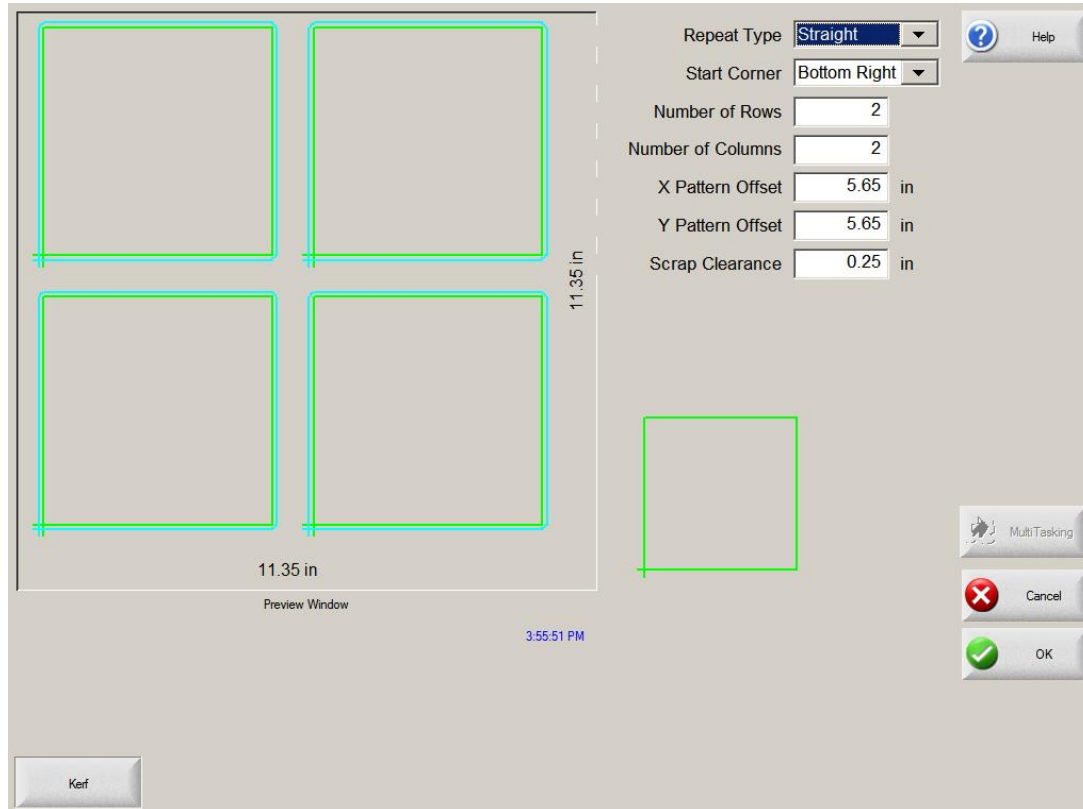 Repeat Type Straight
Help
Start Corner Bottom Right
Number of Rows 2
Number of Columns 2
X Pattern Offset 5.65 in
Y Pattern Offset 5.65 in
Scrap Clearance 0.25 in
11.35 in
11.35 in
Preview Window
3:55:51 PM
MultiTasking
Cancel
OK
Kerf